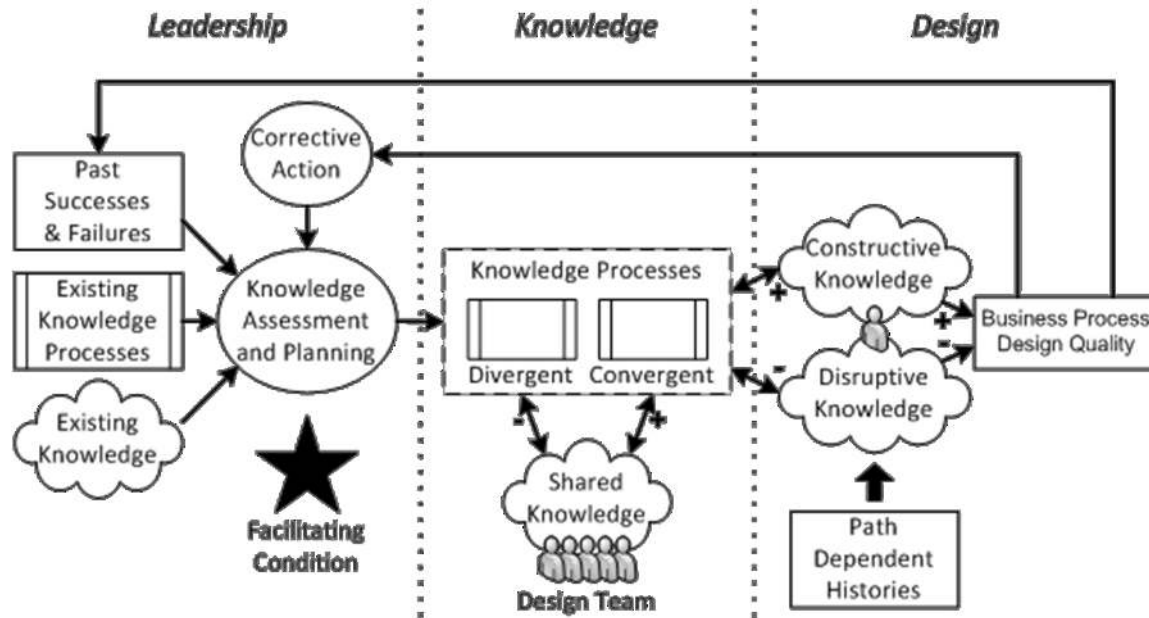 Leadership
Knowledge
Design
Corrective
Action
Past
Successes
& Failures
Existing
Knowledge
Processes
Existing
Knowledge
Knowledge
Assessment
and Planning
Facilitating
Condition
Knowledge Processes
Divergent
Convergent
-
+
Shared
Knowledge
Design Team
+
-
Constructive
Knowledge
Disruptive
Knowledge
+
-
Business Process
Design Quality
Path
Dependent
Histories